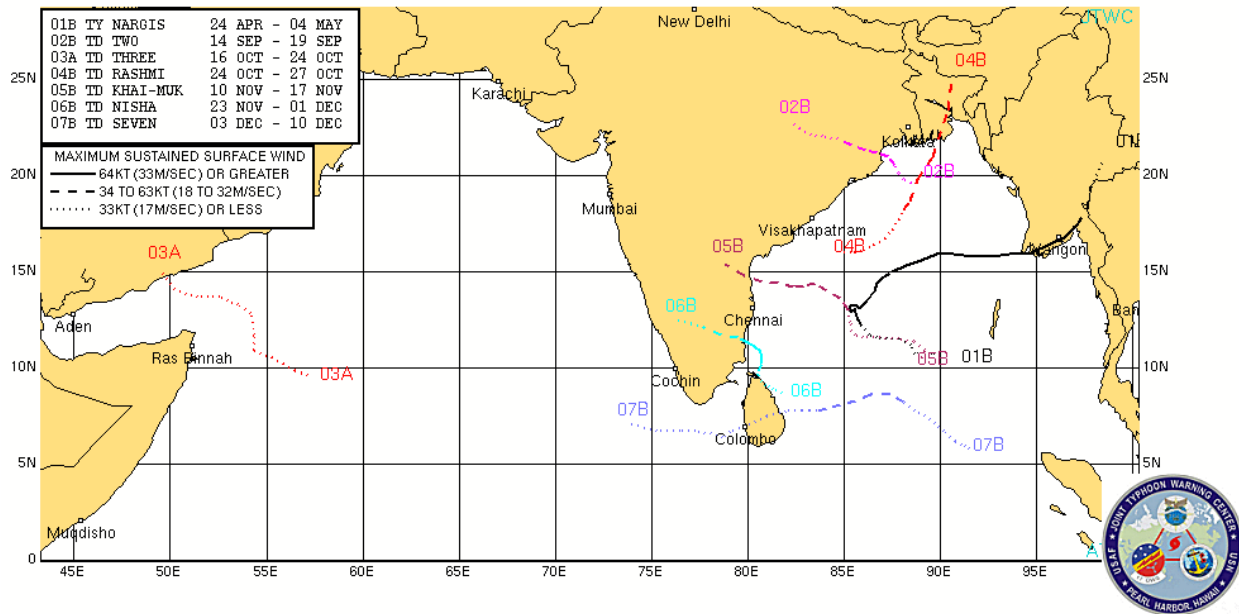 01B TY NARGIS 24 APR - 04 MAY
02B TD TWO 14 SEP - 19 SEP
03A TD THREE 16 OCT - 24 OCT
04B TD RASHMI 24 OCT - 27 OCT
05B TD KHAI-MUK 10 NOV - 17 NOV
06B TD NISHA 23 NOV - 01 DEC
07B TD SEVEN 03 DEC - 10 DEC
MAXIMUM SUSTAINED SURFACE WIND
64KT (33M/SEC) OR GREATER
34 TO 63KT (18 TO 32M/SEC)
33KT (17M/SEC) OR LESS
JTWC
New Delhi
04B
25N
25N
Karachi
02B
Kolkata
01B
20N
02B
20N
Mumbai
Visakhapatnam
03A
05B
04B
Rangon
15N
15N
06B
Aden
Chennai
Ban
Ras Binnah
05B
01B
10N
03A
Cochin
06B
10N
07B
Colombo
07B
5N
5N
Muqdisho
0
A
45E
50E
55E
60E
65E
70E
75E
80E
85E
90E
95E
JOINT TYPHOON WARNING CENTER
USAF
USN
PEARL HARBOR, HAWAII